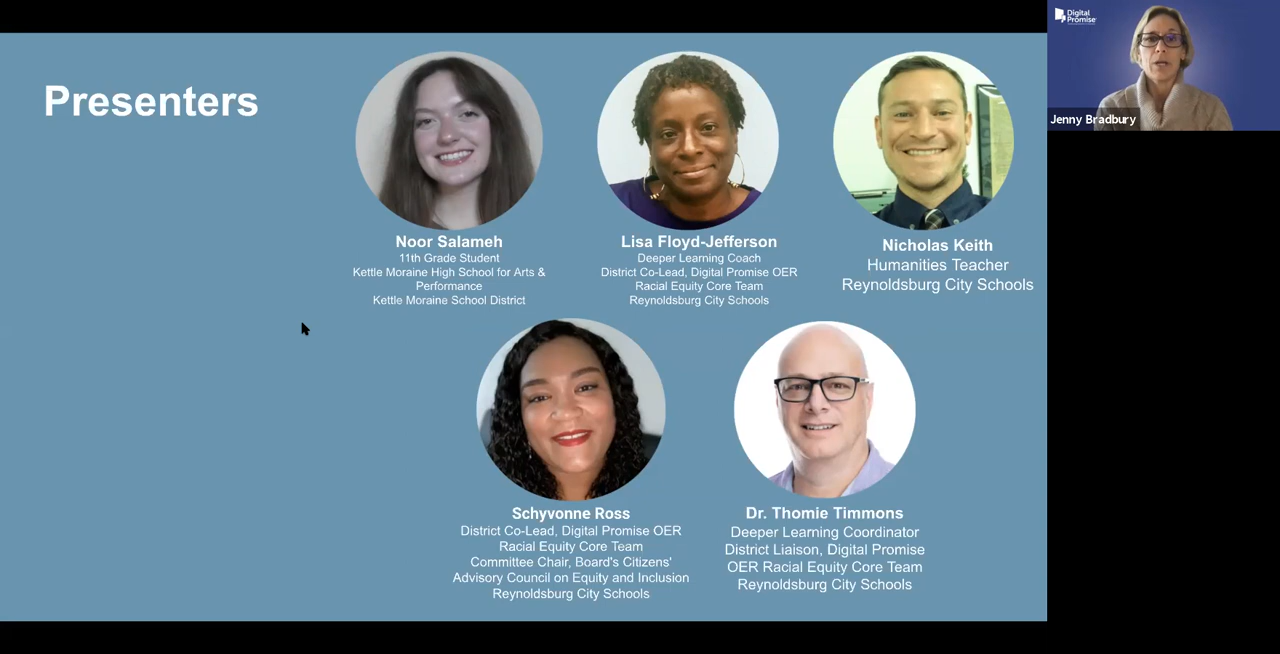 Presenters
Noor Salameh
11th Grade Student
Kettle Moraine High School for Arts &
Performance
Kettle Moraine School District
Lisa Floyd-Jefferson
Deeper Learning Coach
District Co-Lead, Digital Promise OER
Racial Equity Core Team
Reynoldsburg City Schools
Nicholas Keith
Humanities Teacher
Reynoldsburg City Schools
Schyvonne Ross
District Co-Lead, Digital Promise OER
Racial Equity Core Team
Committee Chair, Board's Citizens'
Advisory Council on Equity and Inclusion
Reynoldsburg City Schools
Dr. Thomie Timmons
Deeper Learning Coordinator
District Liaison, Digital Promise
OER Racial Equity Core Team
Reynoldsburg City Schools
Digital
Promise
Jenny Bradbury